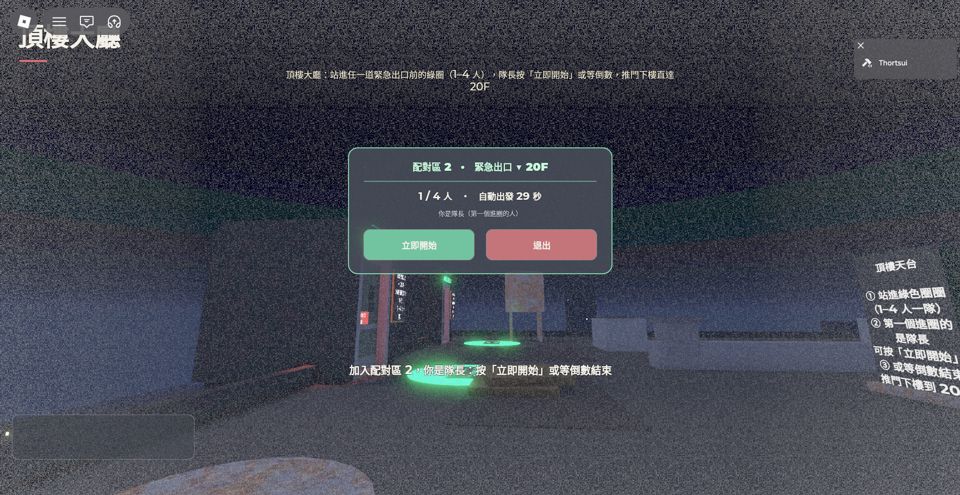 頂樓大廳
Thortsui
頂樓大廳：站進任一道緊急出口前的綠圈（1–4 人），隊長按「立即開始」或等倒數，推門下樓直達
20F
配對區 2 • 緊急出口 ▼ 20F
1 / 4 人 • 自動出發 29 秒
你是隊長（第一個進圈的人）
立即開始
退出
頂樓天台
① 站進綠色圈圈
（1–4 人一隊）
② 第一個進圈的
是隊長
可按「立即開始」
③ 或等倒數結束
推門下樓到 20
加入配對區 2，你是隊長：按「立即開始」或等倒數結束